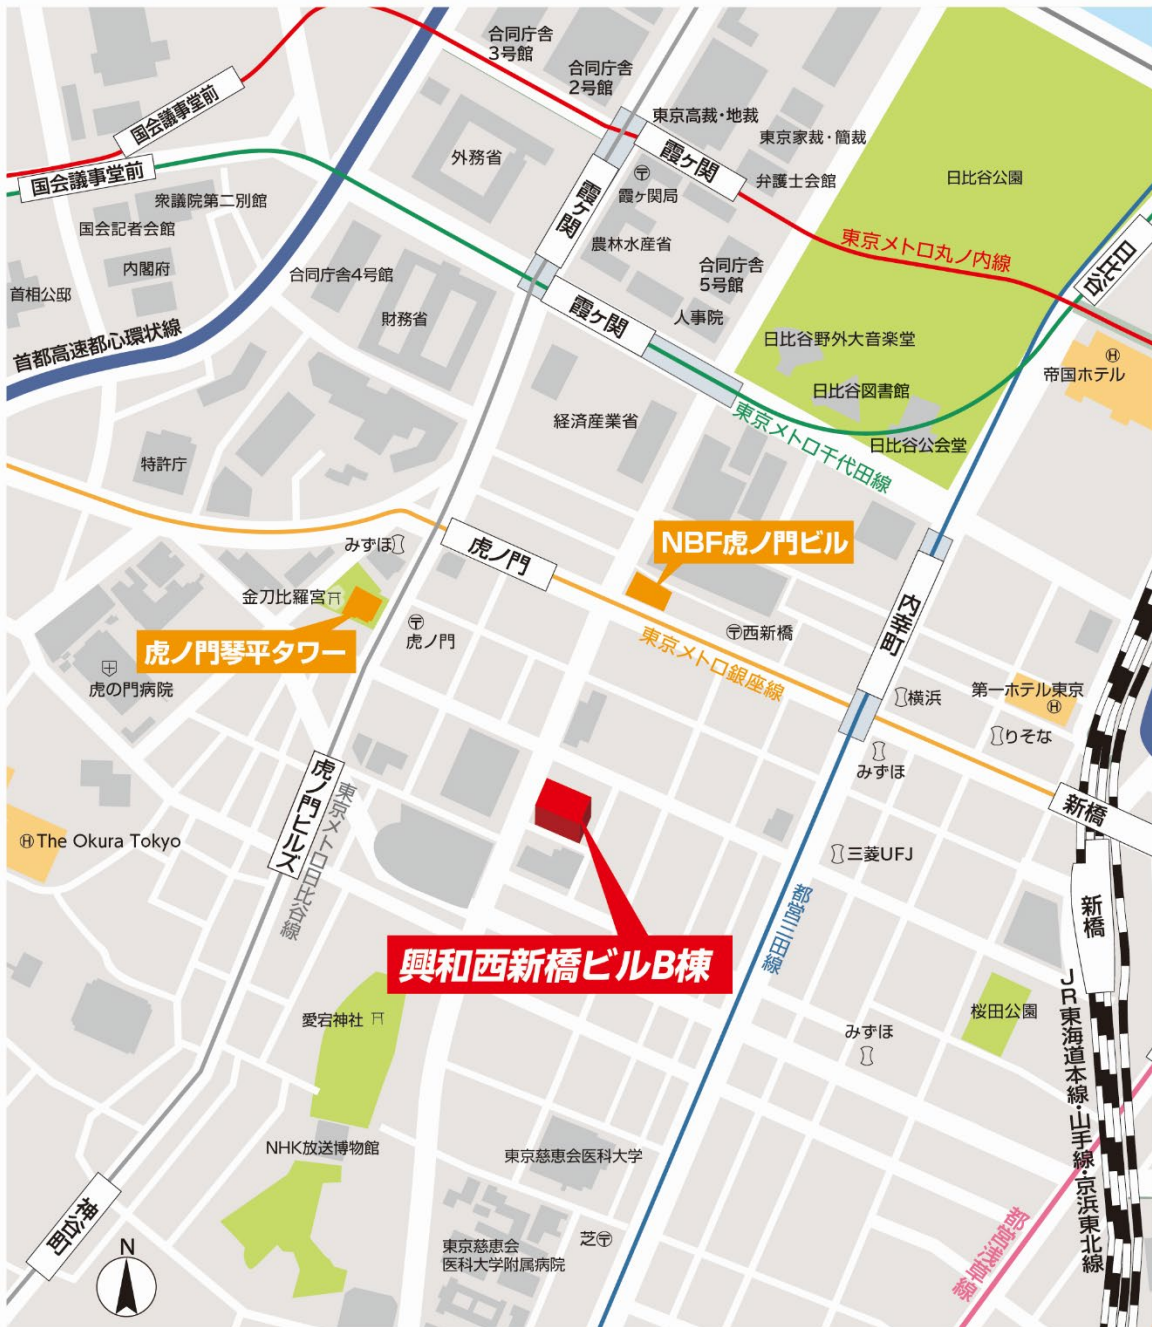 合同庁舎
3号館
合同庁舎
2号館
国会議事堂前
東京高裁・地裁
霞ヶ関
東京家裁・簡裁
外務省
国会議事堂前
霞ヶ関局
弁護士会館
日比谷公園
衆議院第二別館
霞ヶ関
国会記者会館
農林水産省
東京メトロ丸ノ内線
日比谷
内閣府
合同庁舎4号館
合同庁舎
5号館
首相公邸
財務省
霞ヶ関
人事院
首都高速都心環状線
日比谷野外大音楽堂
帝国ホテル
日比谷図書館
経済産業省
東京メトロ千代田線
日比谷公会堂
特許庁
みずほ
虎ノ門
NBF虎ノ門ビル
内幸町
金刀比羅宮
虎ノ門
西新橋
虎ノ門琴平タワー
東京メトロ銀座線
虎の門病院
横浜
第一ホテル東京
りそな
みずほ
虎ノ門ヒルズ
東京メトロ日比谷線
新橋
The Okura Tokyo
三菱UFJ
都営三田線
新橋
興和西新橋ビルB棟
JR東海道本線・山手線・京浜東北線
愛宕神社
桜田公園
みずほ
NHK放送博物館
東京慈恵会医科大学
神谷町
都営浅草線
芝
東京慈恵会
医科大学附属病院
N